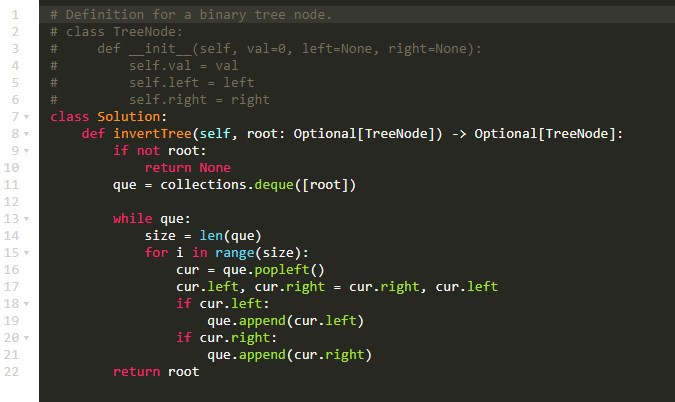 1 # Definition for a binary tree node.
2 # class TreeNode:
3 #     def __init__(self, val=0, left=None, right=None):
4 #         self.val = val
5 #         self.left = left
6 #         self.right = right
7 class Solution:
8     def invertTree(self, root: Optional[TreeNode]) -> Optional[TreeNode]:
9         if not root:
10             return None
11         que = collections.deque([root])
12
13         while que:
14             size = len(que)
15             for i in range(size):
16                 cur = que.popleft()
17                 cur.left, cur.right = cur.right, cur.left
18                 if cur.left:
19                     que.append(cur.left)
20                 if cur.right:
21                     que.append(cur.right)
22         return root